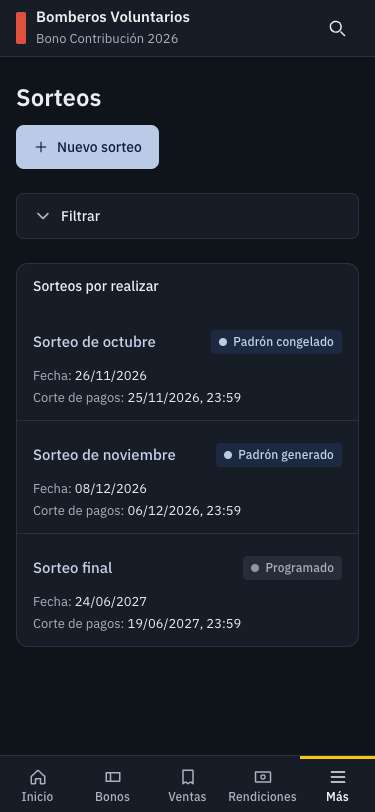 Bomberos Voluntarios
Bono Contribución 2026
Sorteos
Nuevo sorteo
Filtrar
Sorteos por realizar
Sorteo de octubre
Padrón congelado
Fecha: 26/11/2026
Corte de pagos: 25/11/2026, 23:59
Sorteo de noviembre
Padrón generado
Fecha: 08/12/2026
Corte de pagos: 06/12/2026, 23:59
Sorteo final
Programado
Fecha: 24/06/2027
Corte de pagos: 19/06/2027, 23:59
Inicio
Bonos
Ventas
Rendiciones
Más